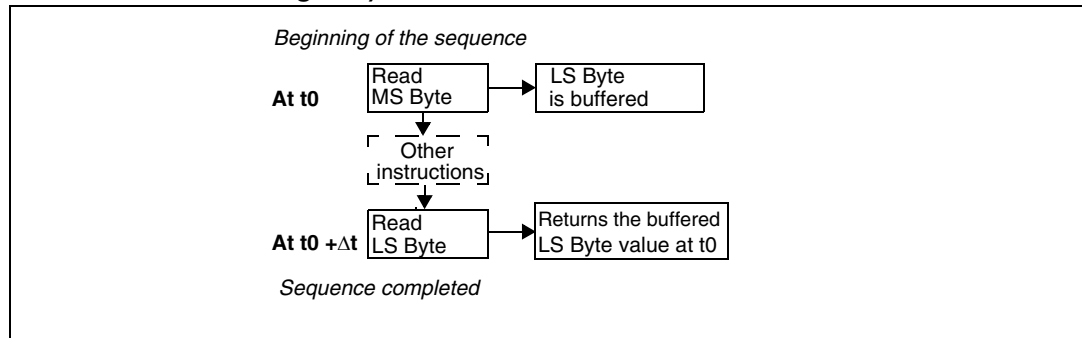 Beginning of the sequence
Read
MS Byte
LS Byte
is buffered
At t0
Other
instructions
Read
LS Byte
Returns the buffered
LS Byte value at t0
At t0 +Δt
Sequence completed